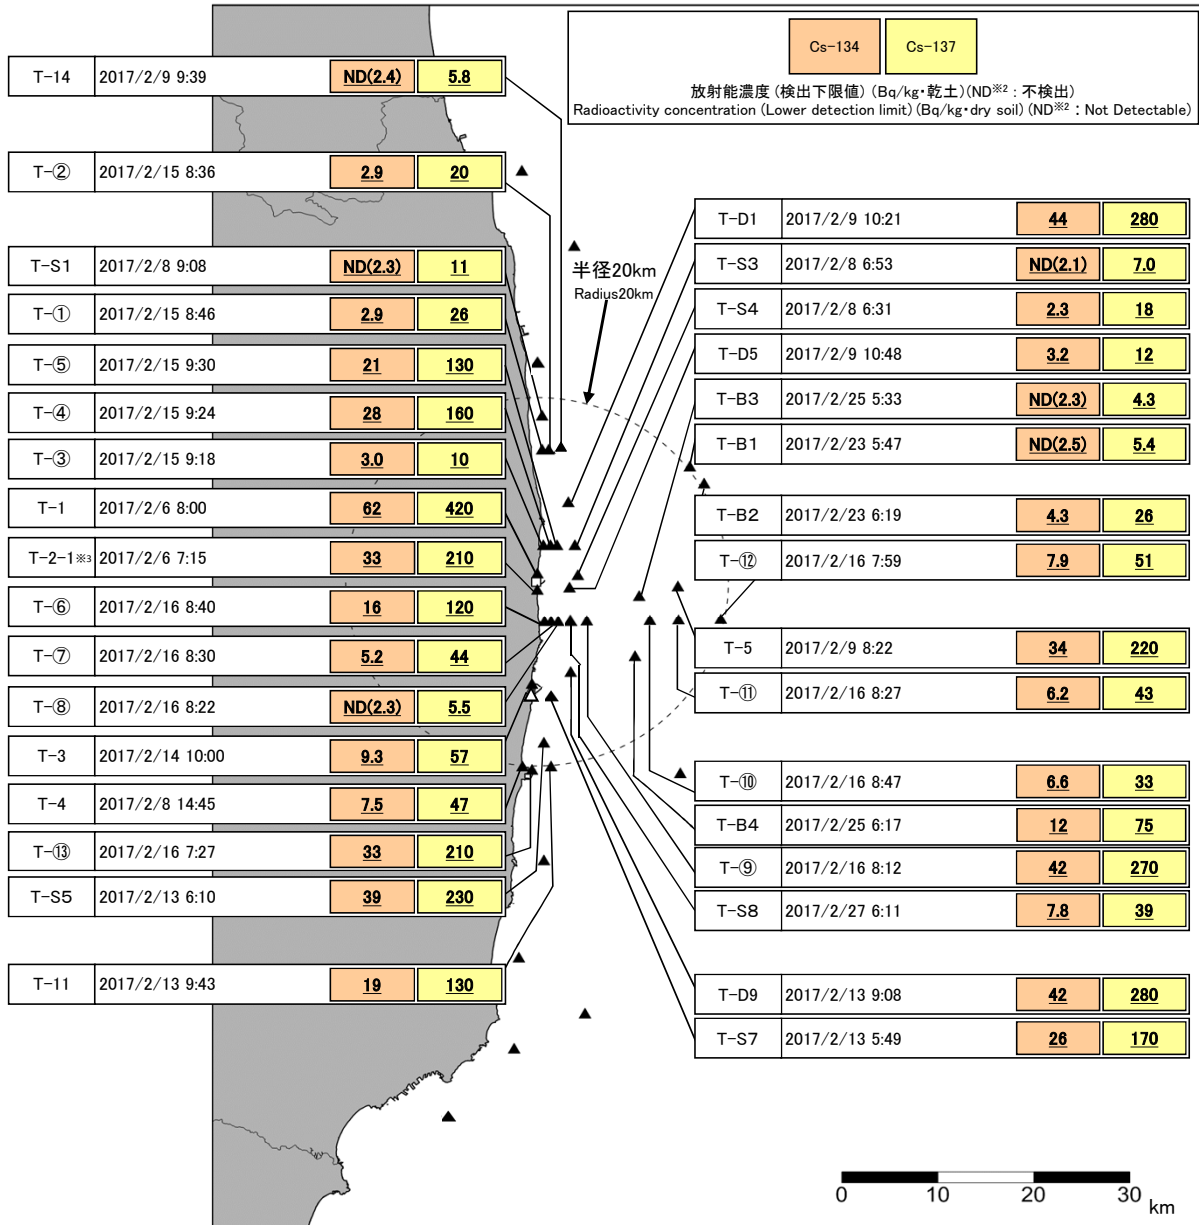 Cs-134 Cs-137
放射能濃度 (検出下限値) (Bq/kg・乾土)(ND※2 : 不検出)
Radioactivity concentration (Lower detection limit) (Bq/kg・dry soil) (ND※2 : Not Detectable)
T-14 2017/2/9 9:39 ND(2.4) 5.8
T-② 2017/2/15 8:36 2.9 20
T-S1 2017/2/8 9:08 ND(2.3) 11
T-① 2017/2/15 8:46 2.9 26
T-⑤ 2017/2/15 9:30 21 130
T-④ 2017/2/15 9:24 28 160
T-③ 2017/2/15 9:18 3.0 10
T-1 2017/2/6 8:00 62 420
T-2-1※3 2017/2/6 7:15 33 210
T-⑥ 2017/2/16 8:40 16 120
T-⑦ 2017/2/16 8:30 5.2 44
T-⑧ 2017/2/16 8:22 ND(2.3) 5.5
T-3 2017/2/14 10:00 9.3 57
T-4 2017/2/8 14:45 7.5 47
T-⑬ 2017/2/16 7:27 33 210
T-S5 2017/2/13 6:10 39 230
T-11 2017/2/13 9:43 19 130
半径20km
Radius20km
T-D1 2017/2/9 10:21 44 280
T-S3 2017/2/8 6:53 ND(2.1) 7.0
T-S4 2017/2/8 6:31 2.3 18
T-D5 2017/2/9 10:48 3.2 12
T-B3 2017/2/25 5:33 ND(2.3) 4.3
T-B1 2017/2/23 5:47 ND(2.5) 5.4
T-B2 2017/2/23 6:19 4.3 26
T-⑫ 2017/2/16 7:59 7.9 51
T-5 2017/2/9 8:22 34 220
T-⑪ 2017/2/16 8:27 6.2 43
T-⑩ 2017/2/16 8:47 6.6 33
T-B4 2017/2/25 6:17 12 75
T-⑨ 2017/2/16 8:12 42 270
T-S8 2017/2/27 6:11 7.8 39
T-D9 2017/2/13 9:08 42 280
T-S7 2017/2/13 5:49 26 170
0 10 20 30 km